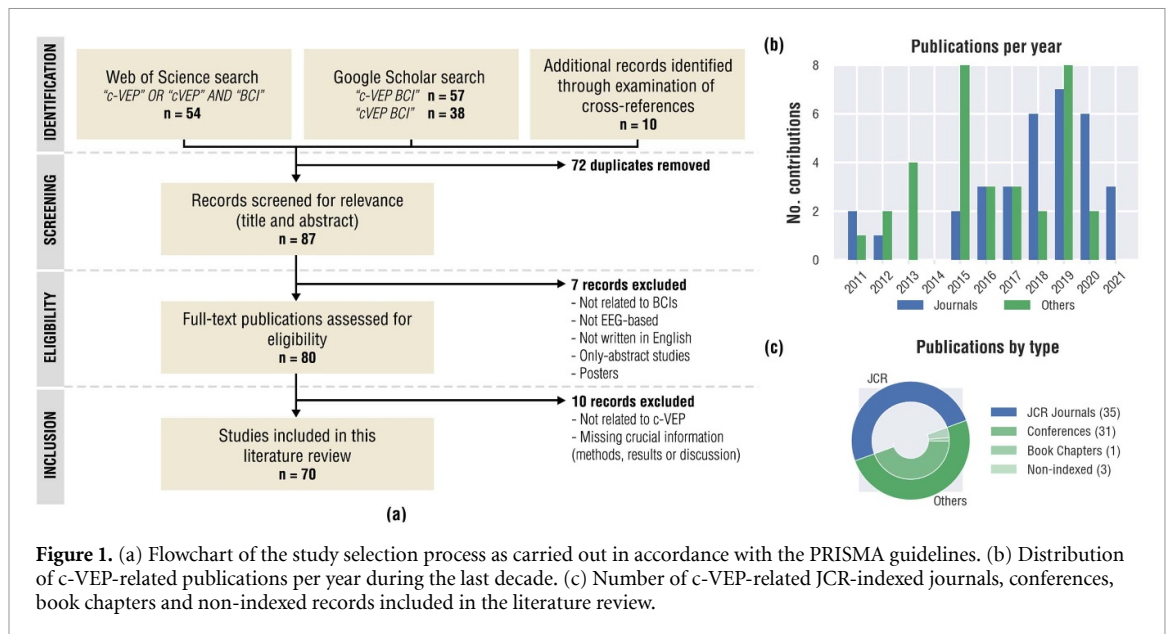 IDENTIFICATION
Web of Science search
"c-VEP" OR "cVEP" AND "BCI"
n = 54
Google Scholar search
"c-VEP BCI" n = 57
"cVEP BCI" n = 38
Additional records identified
through examination of
cross-references
n = 10
SCREENING
72 duplicates removed
Records screened for relevance
(title and abstract)
n = 87
ELIGIBILITY
7 records excluded
- Not related to BCIs
- Not EEG-based
- Not written in English
- Only-abstract studies
- Posters
Full-text publications assessed for
eligibility
n = 80
INCLUSION
10 records excluded
- Not related to c-VEP
- Missing crucial information
(methods, results or discussion)
Studies included in this
literature review
n = 70
(a)
(b)
Publications per year
No. contributions
8
6
4
2
0
2011 2012 2013 2014 2015 2016 2017 2018 2019 2020 2021
Journals Others
(c)
Publications by type
JCR
Others
JCR Journals (35)
Conferences (31)
Book Chapters (1)
Non-indexed (3)
Figure 1. (a) Flowchart of the study selection process as carried out in accordance with the PRISMA guidelines. (b) Distribution
of c-VEP-related publications per year during the last decade. (c) Number of c-VEP-related JCR-indexed journals, conferences,
book chapters and non-indexed records included in the literature review.